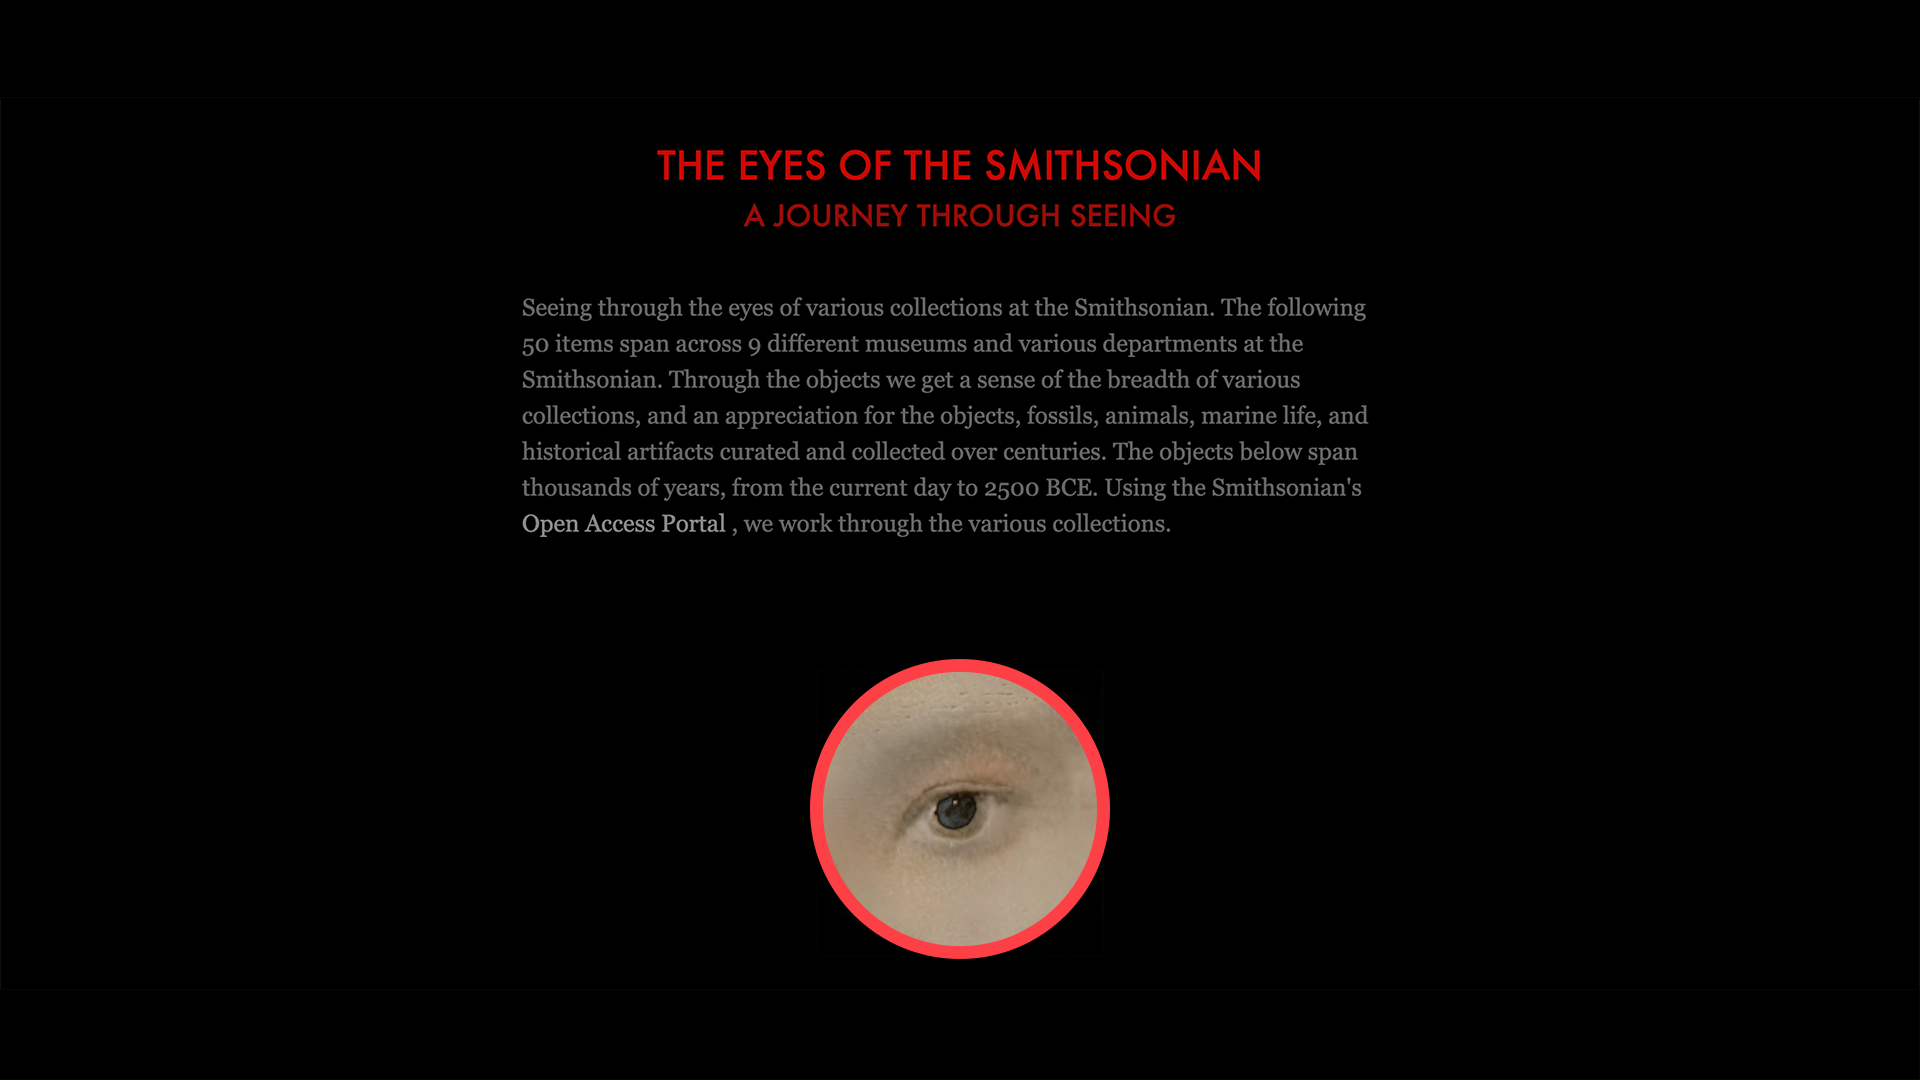 THE EYES OF THE SMITHSONIAN
A JOURNEY THROUGH SEEING
Seeing through the eyes of various collections at the Smithsonian. The following
50 items span across 9 different museums and various departments at the
Smithsonian. Through the objects we get a sense of the breadth of various
collections, and an appreciation for the objects, fossils, animals, marine life, and
historical artifacts curated and collected over centuries. The objects below span
thousands of years, from the current day to 2500 BCE. Using the Smithsonian's
Open Access Portal , we work through the various collections.